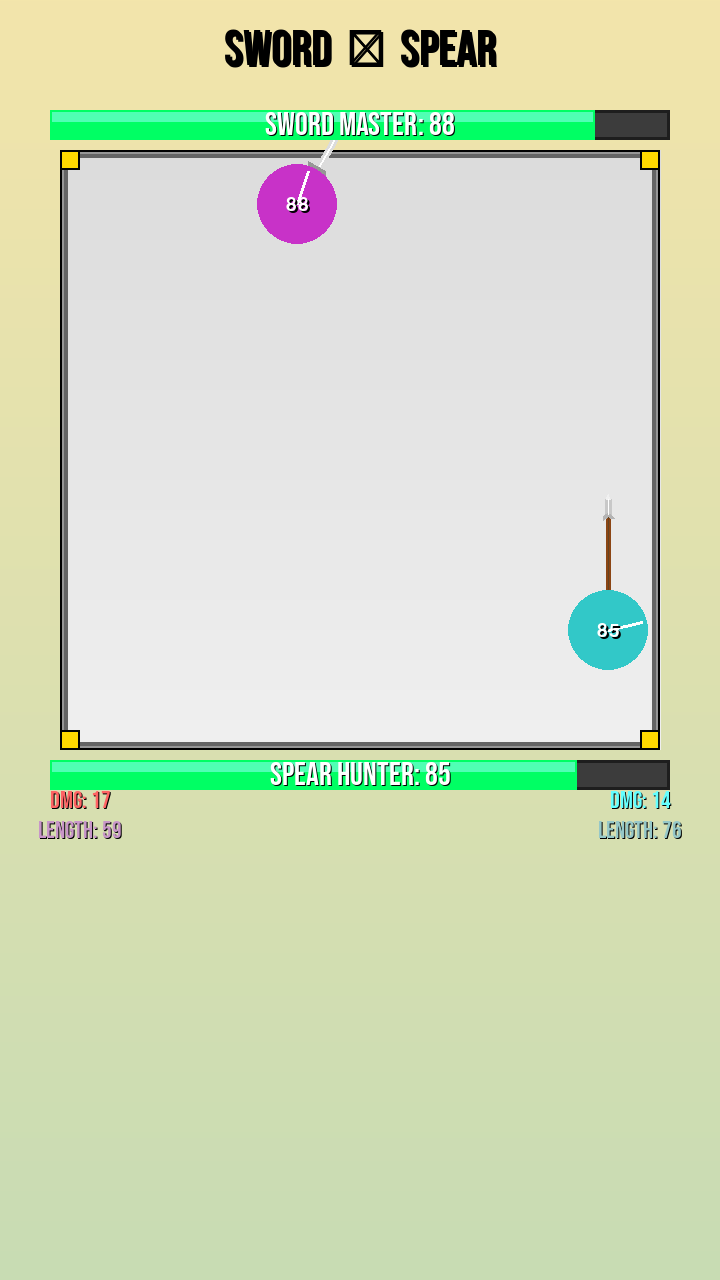 SWORD ☒ SPEAR
SWORD MASTER: 88
88
85
SPEAR HUNTER: 85
DMG: 17 DMG: 14
LENGTH: 59 LENGTH: 76